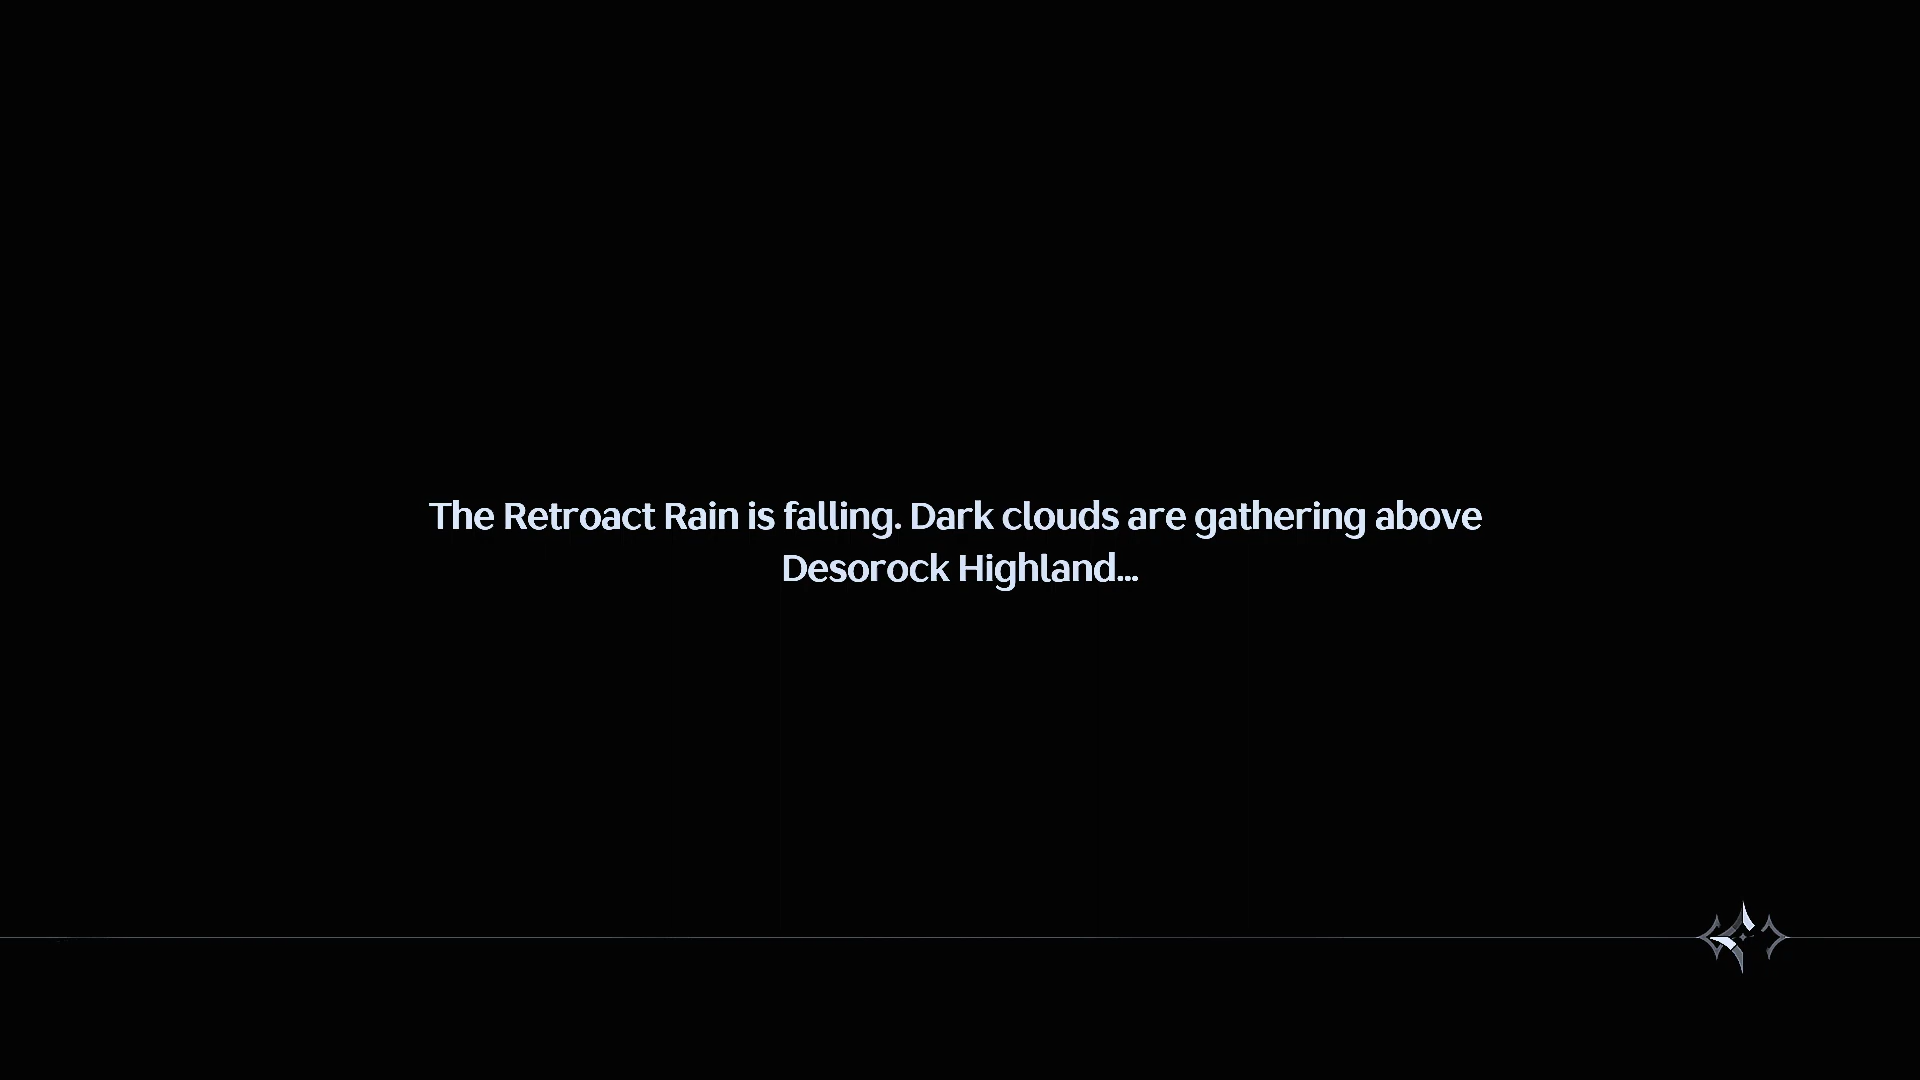 The Retroact Rain is falling. Dark clouds are gathering above
Desorock Highland...